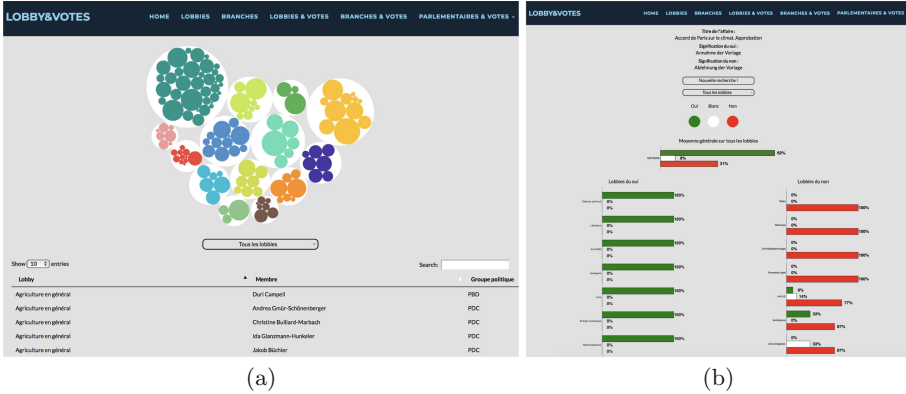 LOBBY&VOTES
HOME LOBBIES BRANCHES LOBBIES & VOTES BRANCHES & VOTES PARLEMENTAIRES & VOTES
Tous les lobbies
Show 10 entries
Search:
Lobby Membre Groupe politique
Agriculture en général Duri Campell PBD
Agriculture en général Andrea Gmür-Schönenberger PDC
Agriculture en général Christine Bulliard-Marbach PDC
Agriculture en général Ida Glanzmann-Hunkeler PDC
Agriculture en général Jakob Büchler PDC
(a)
LOBBY&VOTES
HOME LOBBIES BRANCHES LOBBIES & VOTES BRANCHES & VOTES PARLEMENTAIRES & VOTES
Titre de l'affaire :
Accord de Paris sur le climat. Approbation
Signification du oui :
Annahme der Vorlage
Signification du non :
Ablehnung der Vorlage
Nouvelle recherche !
Tous les lobbies
Oui Blanc Non
Moyenne générale sur tous les lobbies
62%
8%
31%
Lobbies du oui
100%
0%
0%
100%
0%
0%
100%
0%
0%
100%
0%
0%
100%
0%
0%
100%
0%
0%
100%
0%
0%
Lobbies du non
0%
0%
100%
0%
0%
100%
0%
0%
100%
0%
0%
100%
9%
14%
77%
33%
0%
67%
0%
33%
67%
(b)